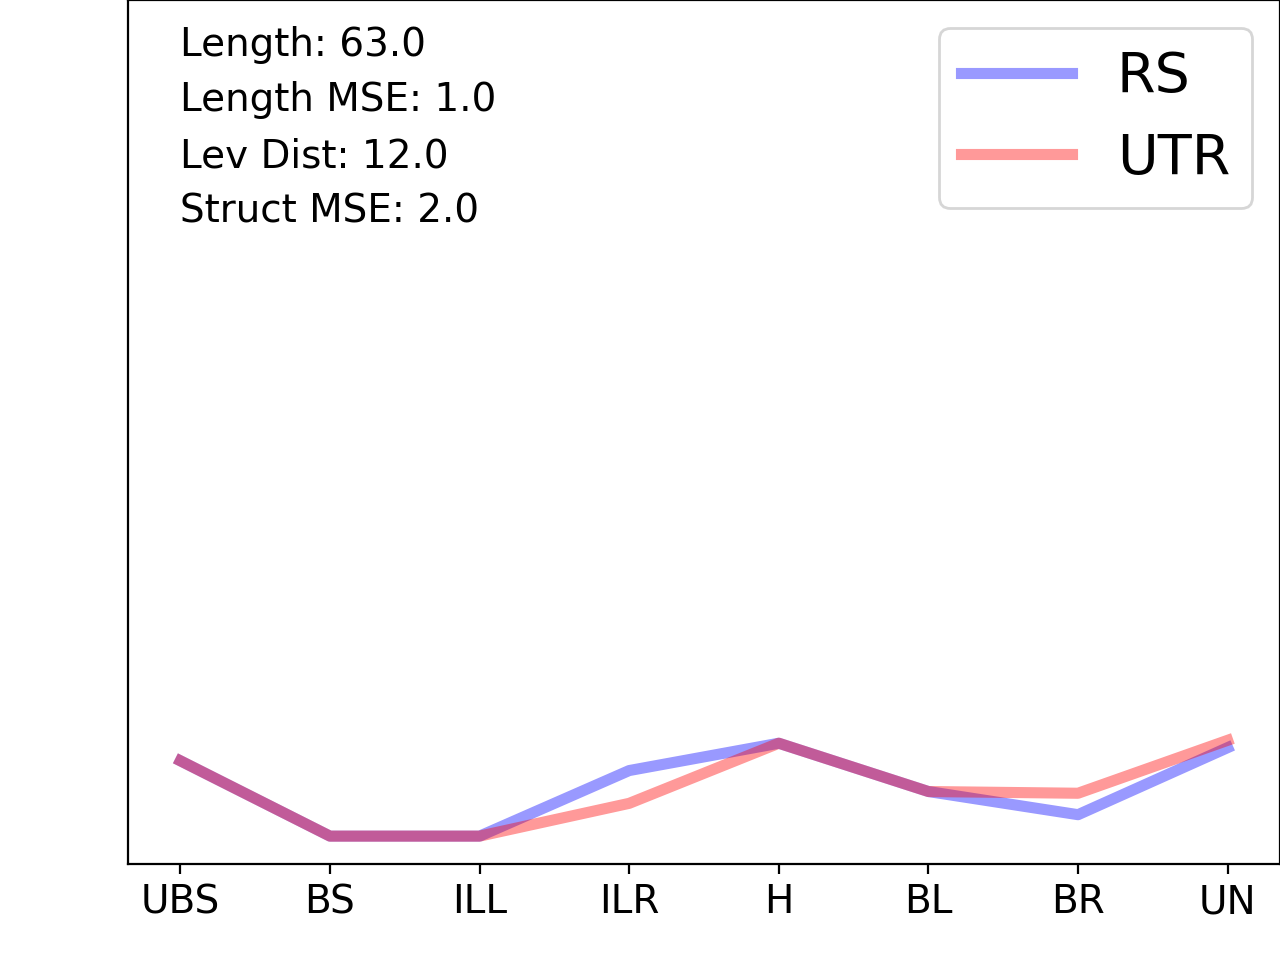 Length: 63.0
Length MSE: 1.0
Lev Dist: 12.0
Struct MSE: 2.0
RS
UTR
UBS BS ILL ILR H BL BR UN